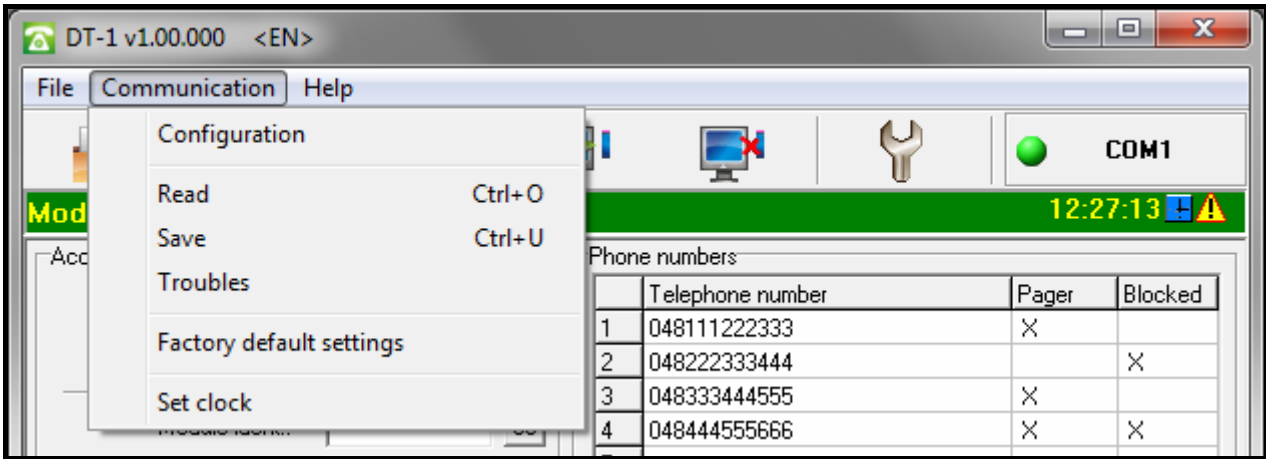 DT-1 v1.00.000 <EN>
File Communication Help
Configuration
COM1
Read Ctrl+O
Save Ctrl+U
Troubles
Factory default settings
Set clock
Mod
12:27:13
Acc
Phone numbers
Telephone number Pager Blocked
1 048111222333 X
2 048222333444 X
3 048333444555 X
4 048444555666 X X